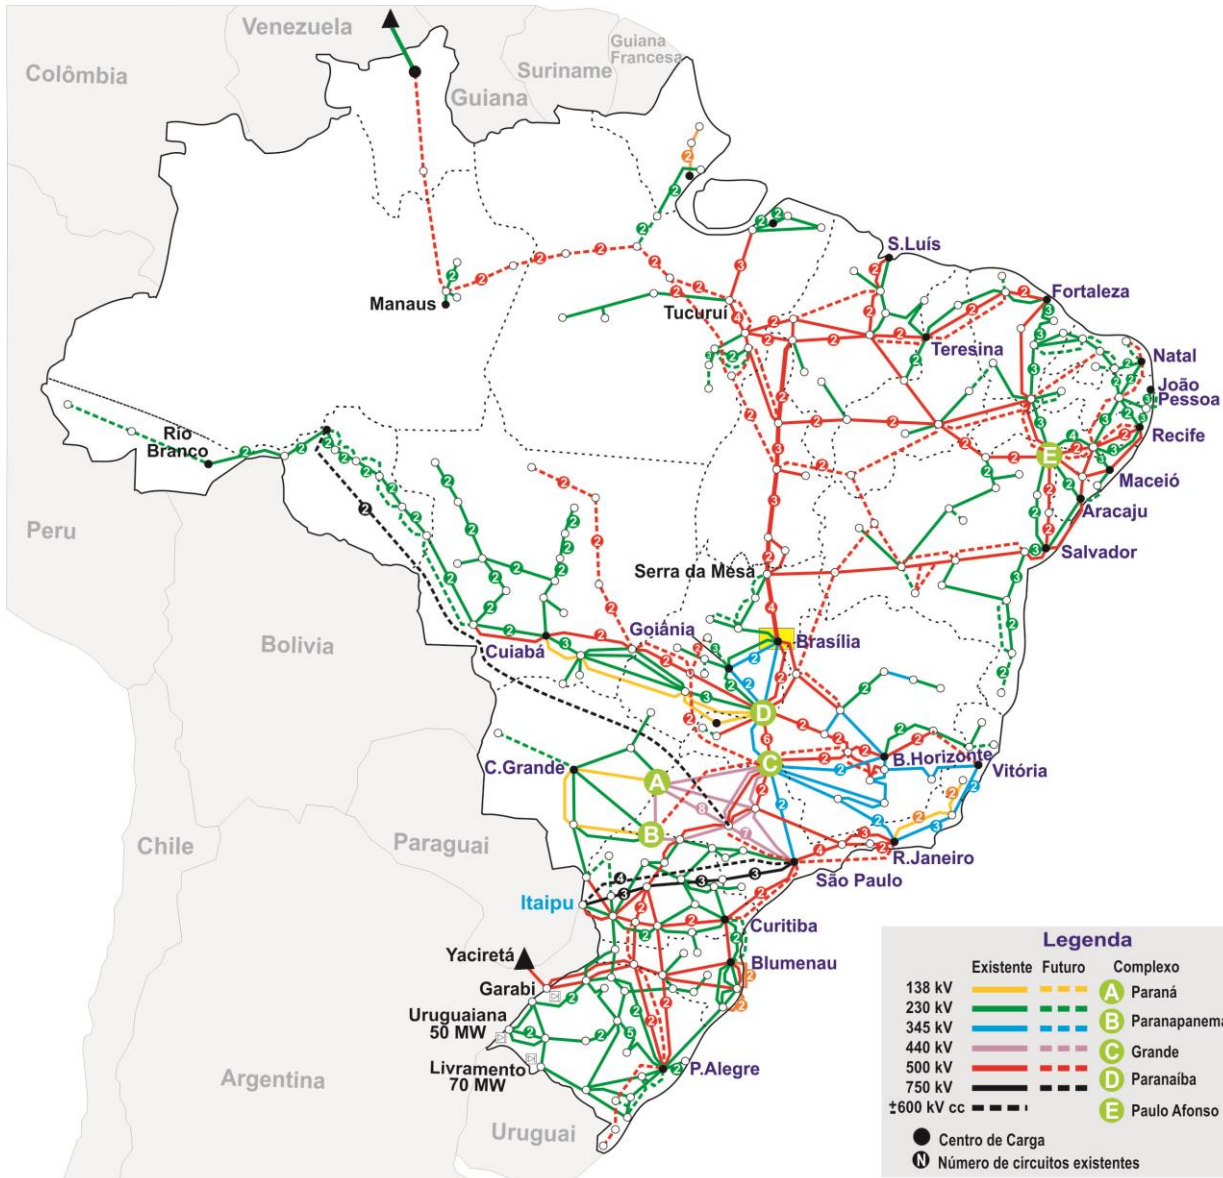 Venezuela
Guiana
Francesa
Colômbia
Suriname
Guiana
S.Luís
Manaus
Tucuruí
Fortaleza
Teresina
Natal
João
Pessoa
Rio
Branco
Recife
Maceió
Aracaju
Peru
Salvador
Serra da Mesa
Goiânia
Brasília
Bolivia
Cuiabá
D
C
B.Horizonte
Vitória
C.Grande
A
B
E
Chile
Paraguai
R.Janeiro
São Paulo
Itaipu
Curitiba
Yaciretá
Blumenau
Garabi
Uruguaiana
50 MW
Livramento
70 MW
P.Alegre
Argentina
Uruguai
Legenda
Existente Futuro Complexo
138 kV A Paraná
230 kV B Paranapanema
345 kV
440 kV C Grande
500 kV D Paranaíba
750 kV
±600 kV cc E Paulo Afonso
Centro de Carga
N Número de circuitos existentes